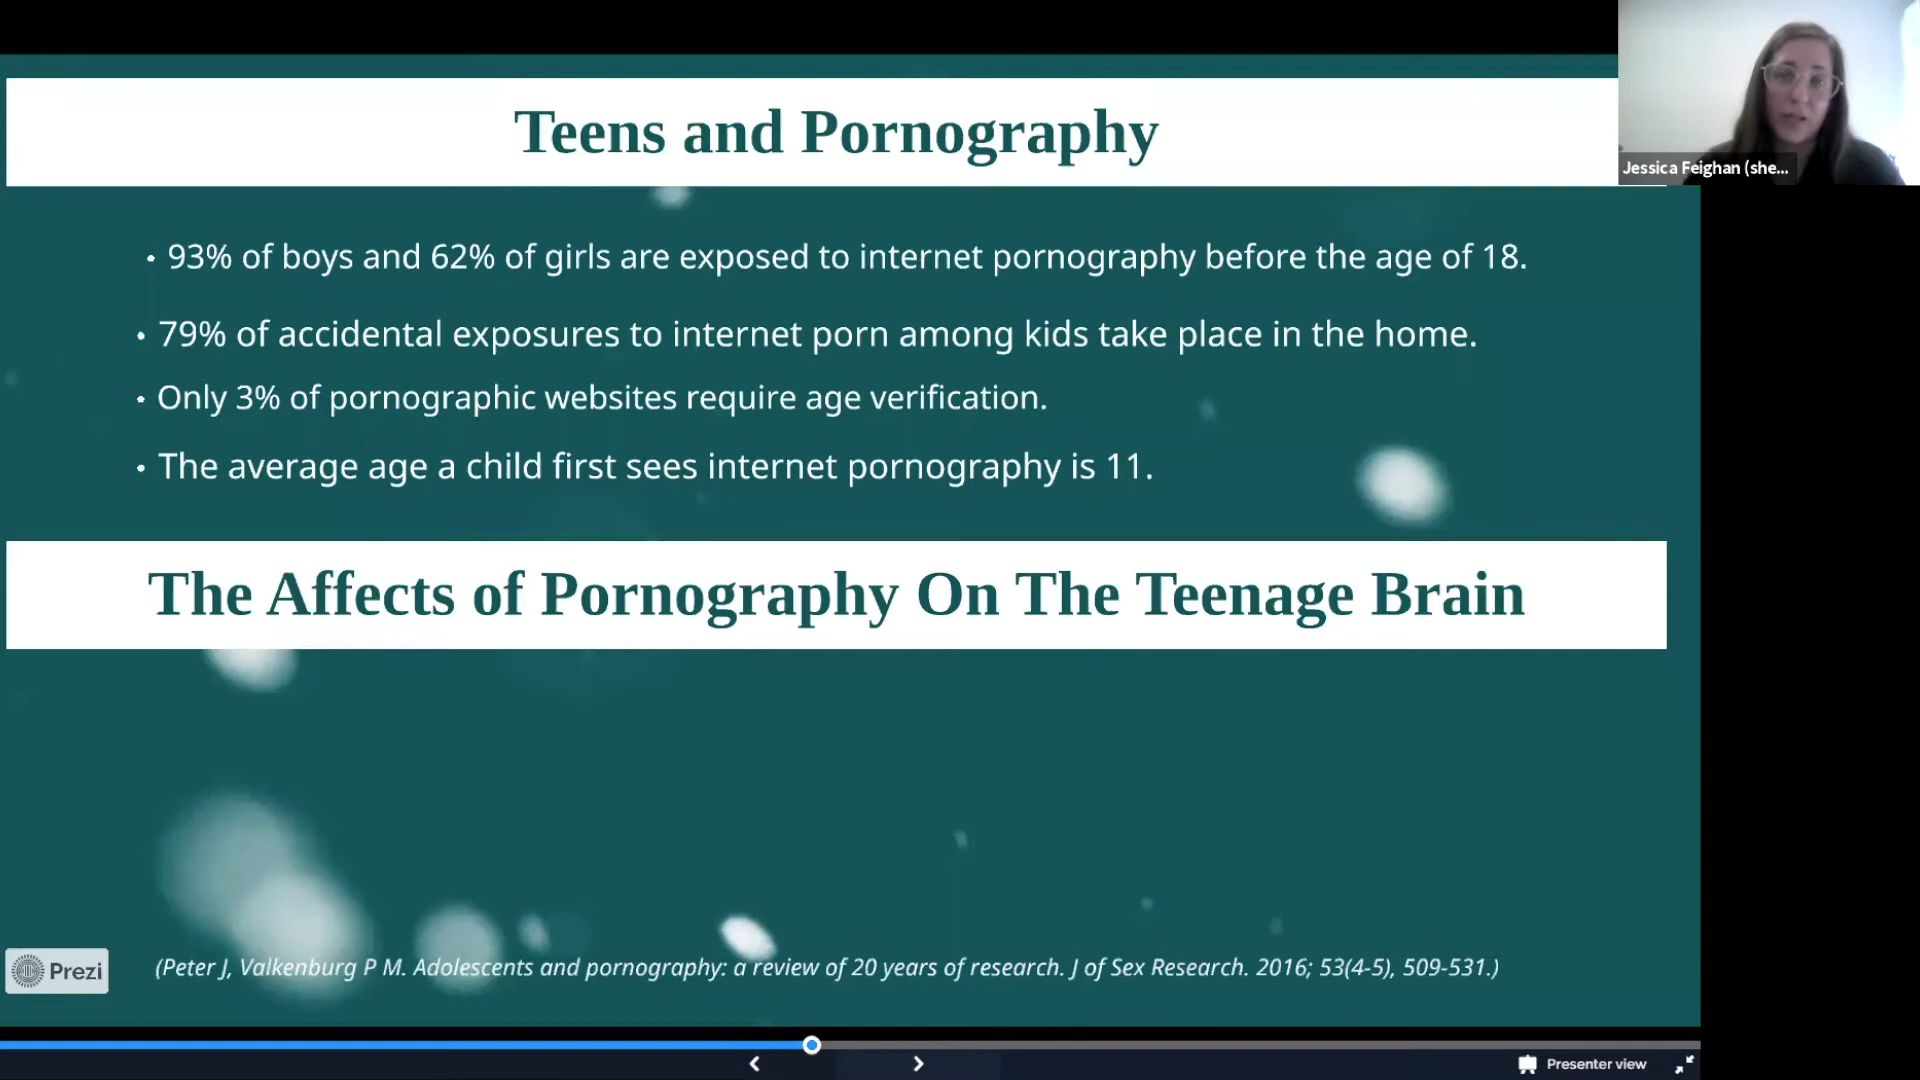 Teens and Pornography
Jessica Feighan (she...
• 93% of boys and 62% of girls are exposed to internet pornography before the age of 18.
• 79% of accidental exposures to internet porn among kids take place in the home.
• Only 3% of pornographic websites require age verification.
• The average age a child first sees internet pornography is 11.
The Affects of Pornography On The Teenage Brain
Prezi
(Peter J, Valkenburg P M. Adolescents and pornography: a review of 20 years of research. J of Sex Research. 2016; 53(4-5), 509-531.)
Presenter view